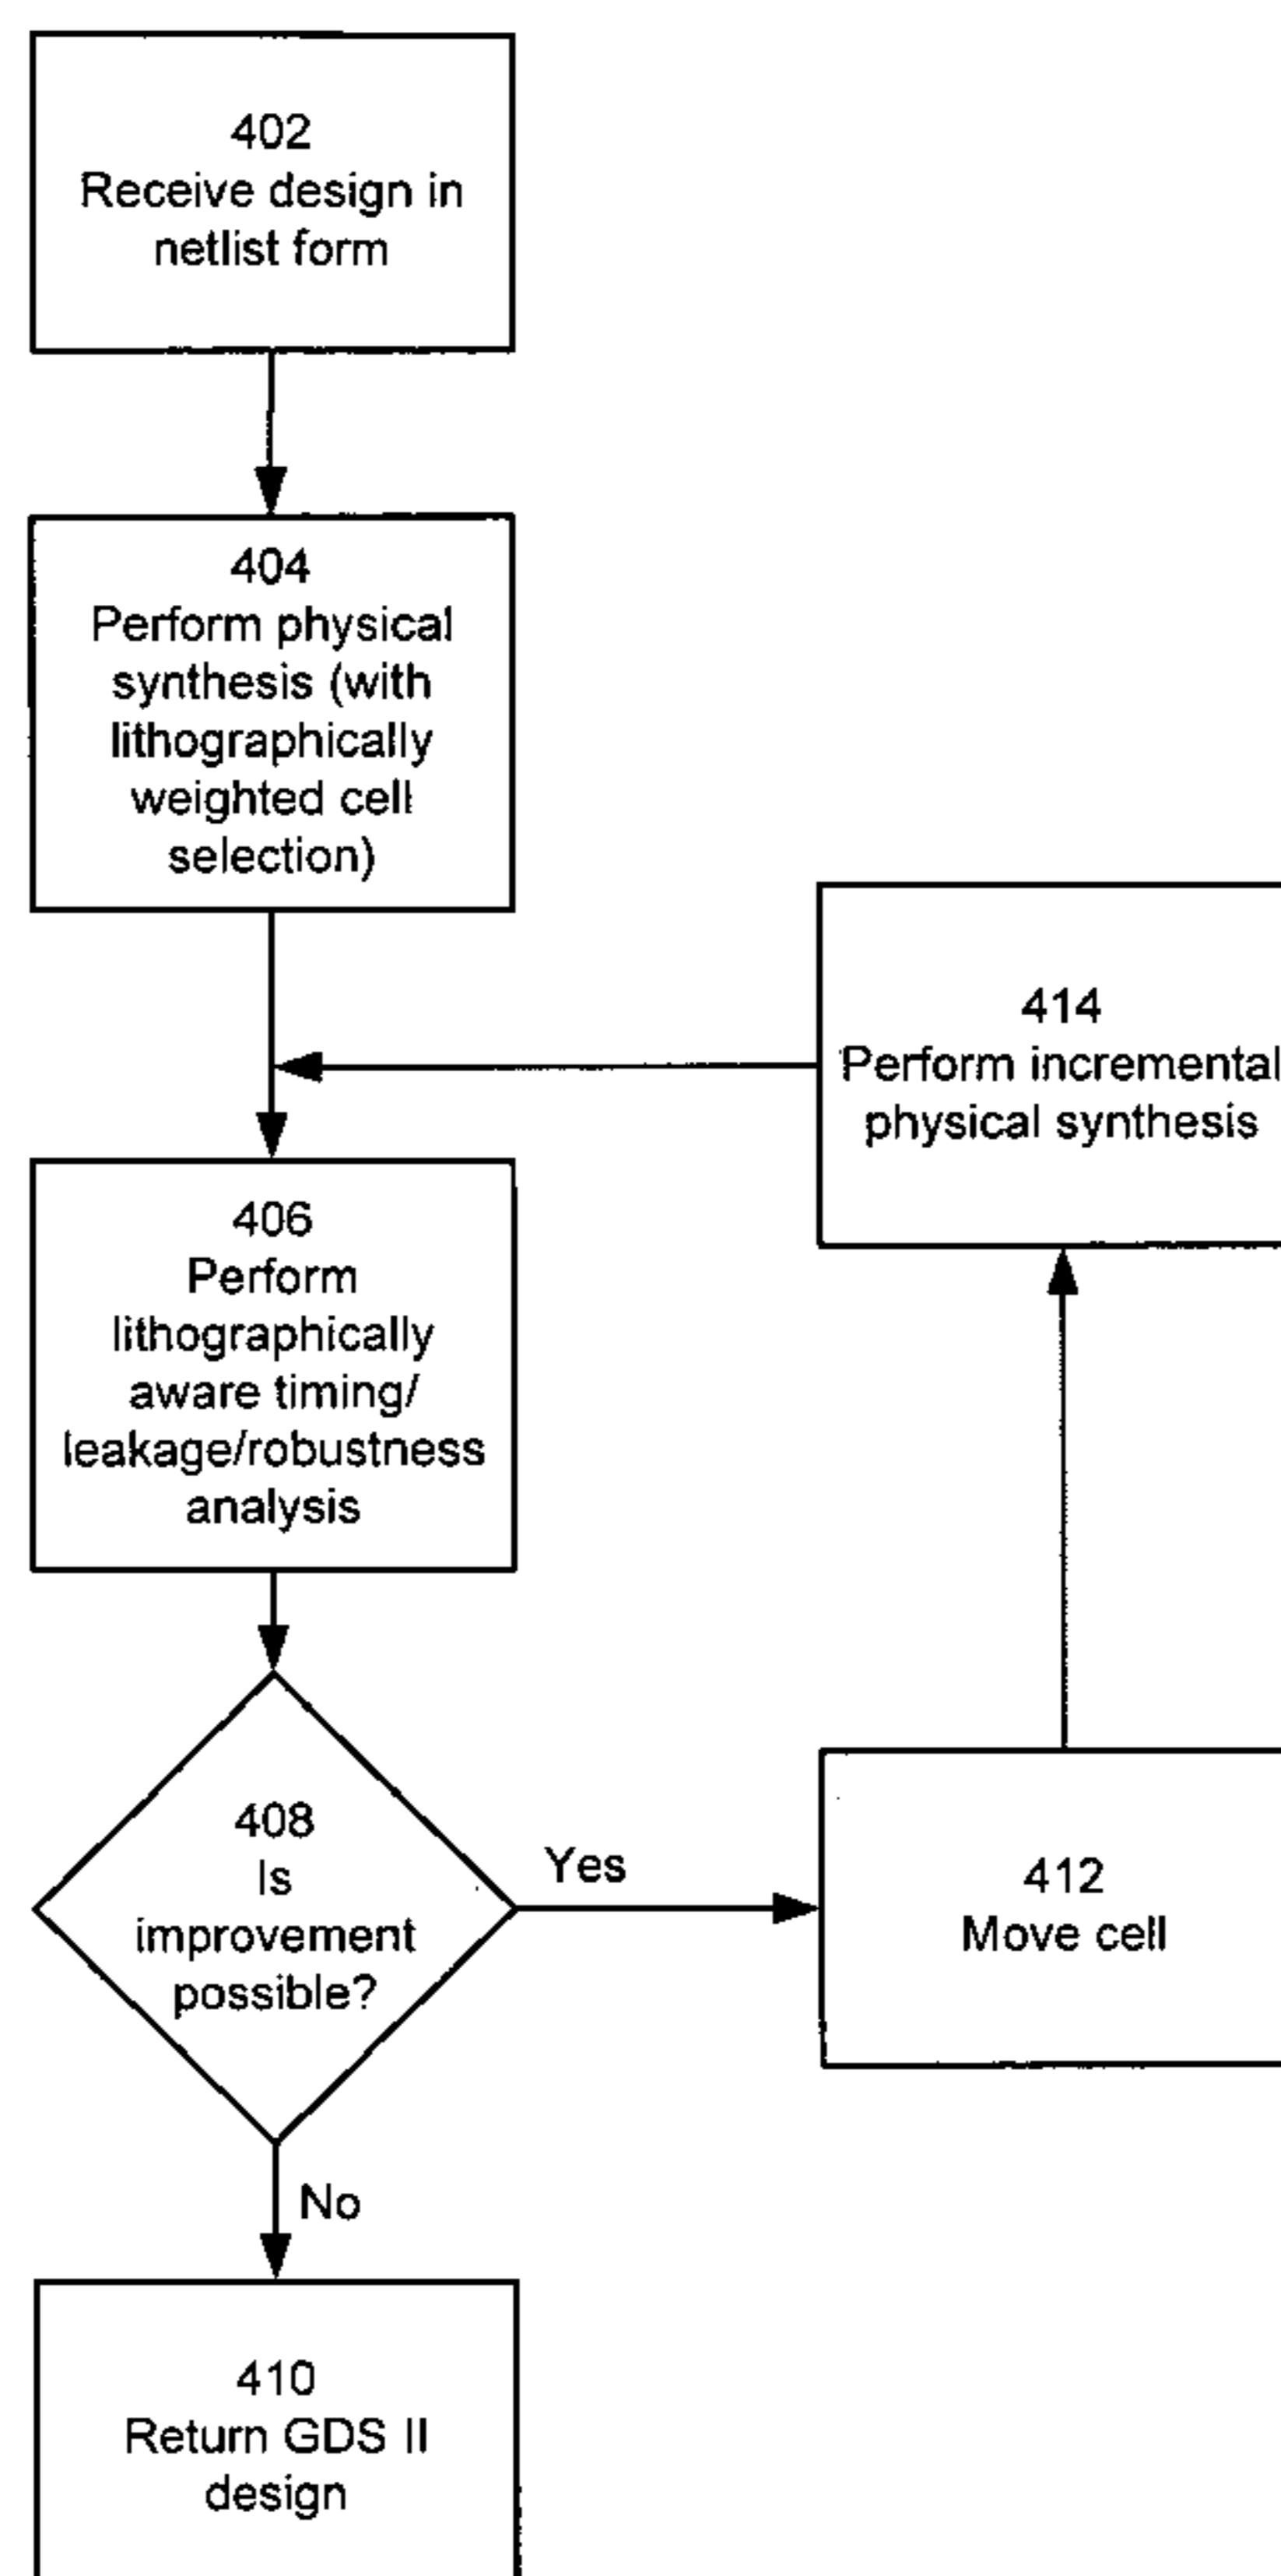 402
Receive design in
netlist form
404
Perform physical
synthesis (with
lithographically
weighted cell
selection)
414
Perform incremental
physical synthesis
406
Perform
lithographically
aware timing/
leakage/robustness
analysis
408
Is
improvement
possible?
Yes
412
Move cell
No
410
Return GDS II
design